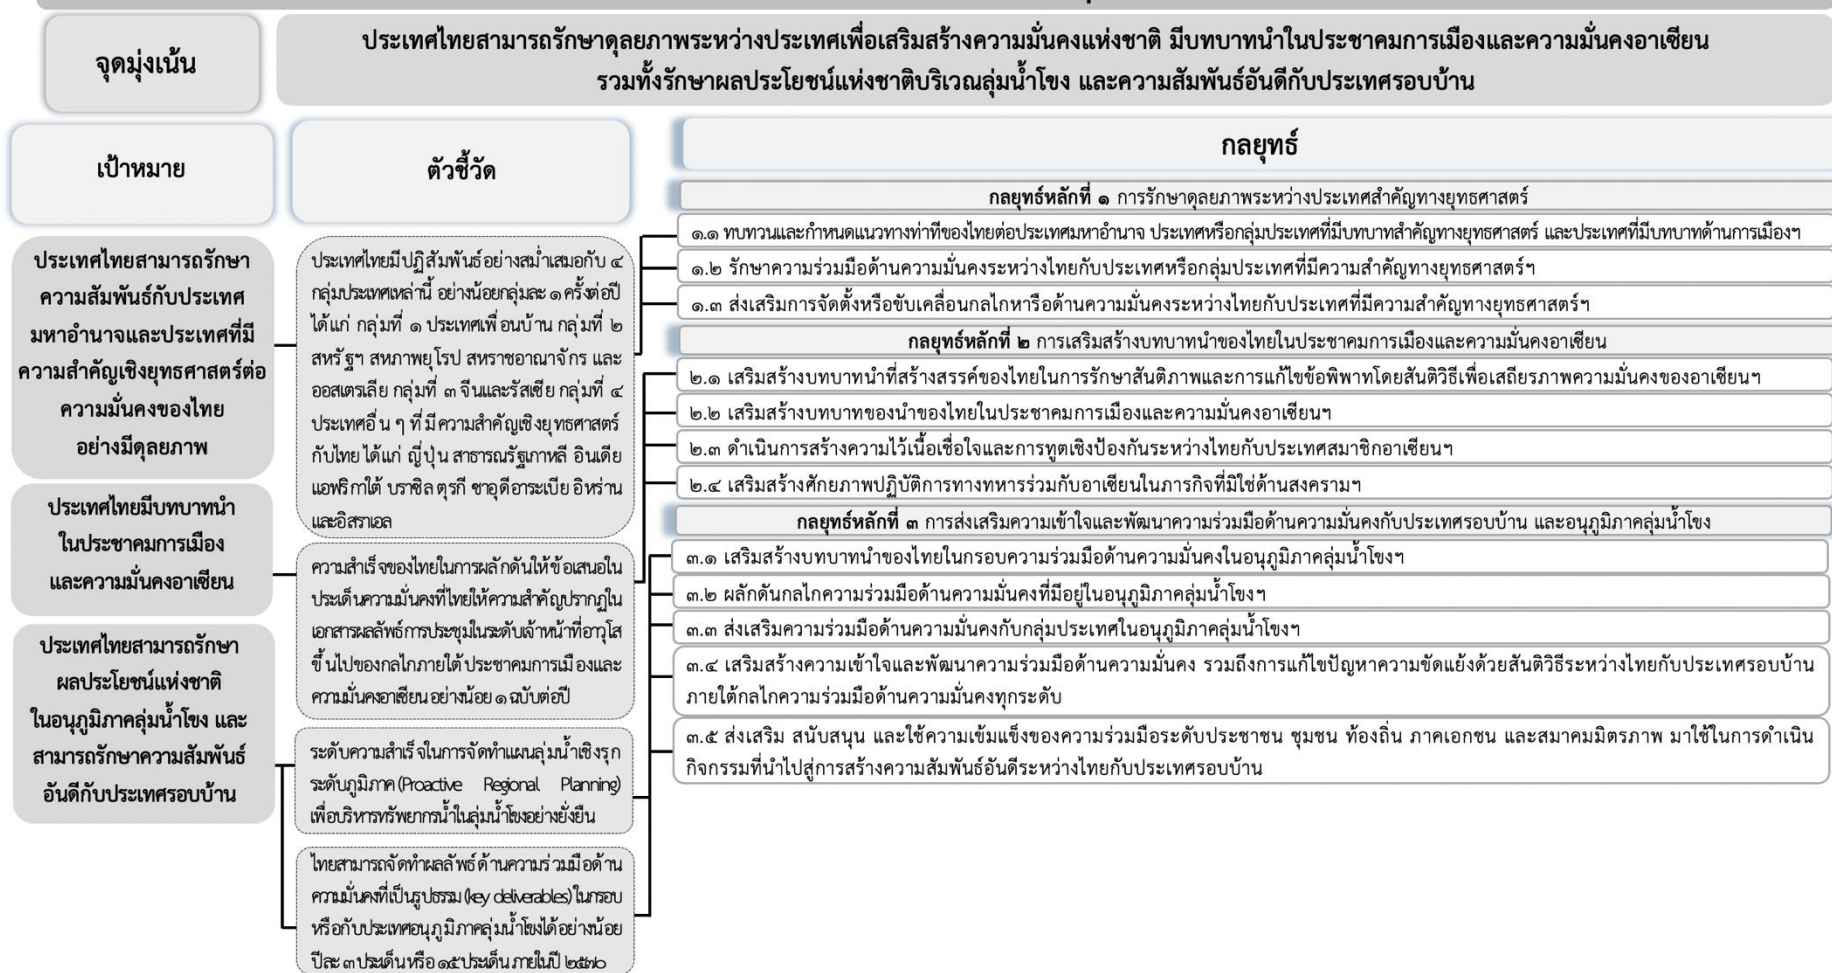 จุดมุ่งเน้น
ประเทศไทยสามารถรักษาดุลยภาพระหว่างประเทศเพื่อเสริมสร้างความมั่นคงแห่งชาติ มีบทบาทนำในประชาคมการเมืองและความมั่นคงอาเซียน
รวมทั้งรักษาผลประโยชน์แห่งชาติบริเวณลุ่มน้ำโขง และความสัมพันธ์อันดีกับประเทศรอบบ้าน
เป้าหมาย
ประเทศไทยสามารถรักษา
ความสัมพันธ์กับประเทศ
มหาอำนาจและประเทศที่มี
ความสำคัญเชิงยุทธศาสตร์ต่อ
ความมั่นคงของไทย
อย่างมีดุลยภาพ
ประเทศไทยมีบทบาทนำ
ในประชาคมการเมือง
และความมั่นคงอาเซียน
ประเทศไทยสามารถรักษา
ผลประโยชน์แห่งชาติ
ในอนุภูมิภาคลุ่มน้ำโขง และ
สามารถรักษาความสัมพันธ์
อันดีกับประเทศรอบบ้าน
ตัวชี้วัด
ประเทศไทยมีปฏิสัมพันธ์อย่างสม่ำเสมอกับ ๔
กลุ่มประเทศเหล่านี้ อย่างน้อยกลุ่มละ ๑ ครั้งต่อปี
ได้แก่ กลุ่มที่ ๑ ประเทศเพื่อนบ้าน กลุ่มที่ ๒
สหรัฐฯ สหภาพยุโรป สหราชอาณาจักร และ
ออสเตรเลีย กลุ่มที่ ๓ จีนและรัสเซีย กลุ่มที่ ๔
ประเทศอื่น ๆ ที่มีความสำคัญเชิงยุทธศาสตร์
กับไทย ได้แก่ ญี่ปุ่น สาธารณรัฐเกาหลี อินเดีย
แอฟริกาใต้ บราซิล ตุรกี ซาอุดีอาระเบีย อิหร่าน
และอิสราเอล
ความสำเร็จของไทยในการผลักดันให้ข้อเสนอใน
ประเด็นความมั่นคงที่ไทยให้ความสำคัญปรากฏใน
เอกสารผลลัพธ์การประชุมในระดับเจ้าหน้าที่อาวุโส
ขึ้นไปของกลไกภายใต้ประชาคมการเมืองและ
ความมั่นคงอาเซียน อย่างน้อย ๑ ฉบับต่อปี
ระดับความสำเร็จในการจัดทำแผนลุ่มน้ำเชิงรุก
ระดับภูมิภาค (Proactive Regional Planning)
เพื่อบริหารทรัพยากรน้ำในลุ่มน้ำโขงอย่างยั่งยืน
ไทยสามารถจัดทำผลลัพธ์ด้านความร่วมมือด้าน
ความมั่นคงที่เป็นรูปธรรม (key deliverables) ในกรอบ
หรือกับประเทศอนุภูมิภาคลุ่มน้ำโขงได้อย่างน้อย
ปีละ ๓ ประเด็น หรือ ๑๕ ประเด็น ภายในปี ๒๕๗๐
กลยุทธ์
กลยุทธ์หลักที่ ๑ การรักษาดุลยภาพระหว่างประเทศสำคัญทางยุทธศาสตร์
๑.๑ ทบทวนและกำหนดแนวทางท่าทีของไทยต่อประเทศมหาอำนาจ ประเทศหรือกลุ่มประเทศที่มีบทบาทสำคัญทางยุทธศาสตร์ และประเทศที่มีบทบาทด้านการเมืองฯ
๑.๒ รักษาความร่วมมือด้านความมั่นคงระหว่างไทยกับประเทศหรือกลุ่มประเทศที่มีความสำคัญทางยุทธศาสตร์ฯ
๑.๓ ส่งเสริมการจัดตั้งหรือขับเคลื่อนกลไกหารือด้านความมั่นคงระหว่างไทยกับประเทศที่มีความสำคัญทางยุทธศาสตร์ฯ
กลยุทธ์หลักที่ ๒ การเสริมสร้างบทบาทนำของไทยในประชาคมการเมืองและความมั่นคงอาเซียน
๒.๑ เสริมสร้างบทบาทนำที่สร้างสรรค์ของไทยในการรักษาสันติภาพและการแก้ไขข้อพิพาทโดยสันติวิธีเพื่อเสถียรภาพความมั่นคงของอาเซียนฯ
๒.๒ เสริมสร้างบทบาทของนำของไทยในประชาคมการเมืองและความมั่นคงอาเซียนฯ
๒.๓ ดำเนินการสร้างความไว้เนื้อเชื่อใจและการทูตเชิงป้องกันระหว่างไทยกับประเทศสมาชิกอาเซียนฯ
๒.๔ เสริมสร้างศักยภาพปฏิบัติการทางทหารร่วมกับอาเซียนในภารกิจที่มิใช่ด้านสงครามฯ
กลยุทธ์หลักที่ ๓ การส่งเสริมความเข้าใจและพัฒนาความร่วมมือด้านความมั่นคงกับประเทศรอบบ้าน และอนุภูมิภาคลุ่มน้ำโขง
๓.๑ เสริมสร้างบทบาทนำของไทยในกรอบความร่วมมือด้านความมั่นคงในอนุภูมิภาคลุ่มน้ำโขงฯ
๓.๒ ผลักดันกลไกความร่วมมือด้านความมั่นคงที่มีอยู่ในอนุภูมิภาคลุ่มน้ำโขงฯ
๓.๓ ส่งเสริมความร่วมมือด้านความมั่นคงกับกลุ่มประเทศในอนุภูมิภาคลุ่มน้ำโขงฯ
๓.๔ เสริมสร้างความเข้าใจและพัฒนาความร่วมมือด้านความมั่นคง รวมถึงการแก้ไขปัญหาความขัดแย้งด้วยสันติวิธีระหว่างไทยกับประเทศรอบบ้าน
ภายใต้กลไกความร่วมมือด้านความมั่นคงทุกระดับ
๓.๕ ส่งเสริม สนับสนุน และใช้ความเข้มแข็งของความร่วมมือระดับประชาชน ชุมชน ท้องถิ่น ภาคเอกชน และสมาคมมิตรภาพ มาใช้ในการดำเนิน
กิจกรรมที่นำไปสู่การสร้างความสัมพันธ์อันดีระหว่างไทยกับประเทศรอบบ้าน